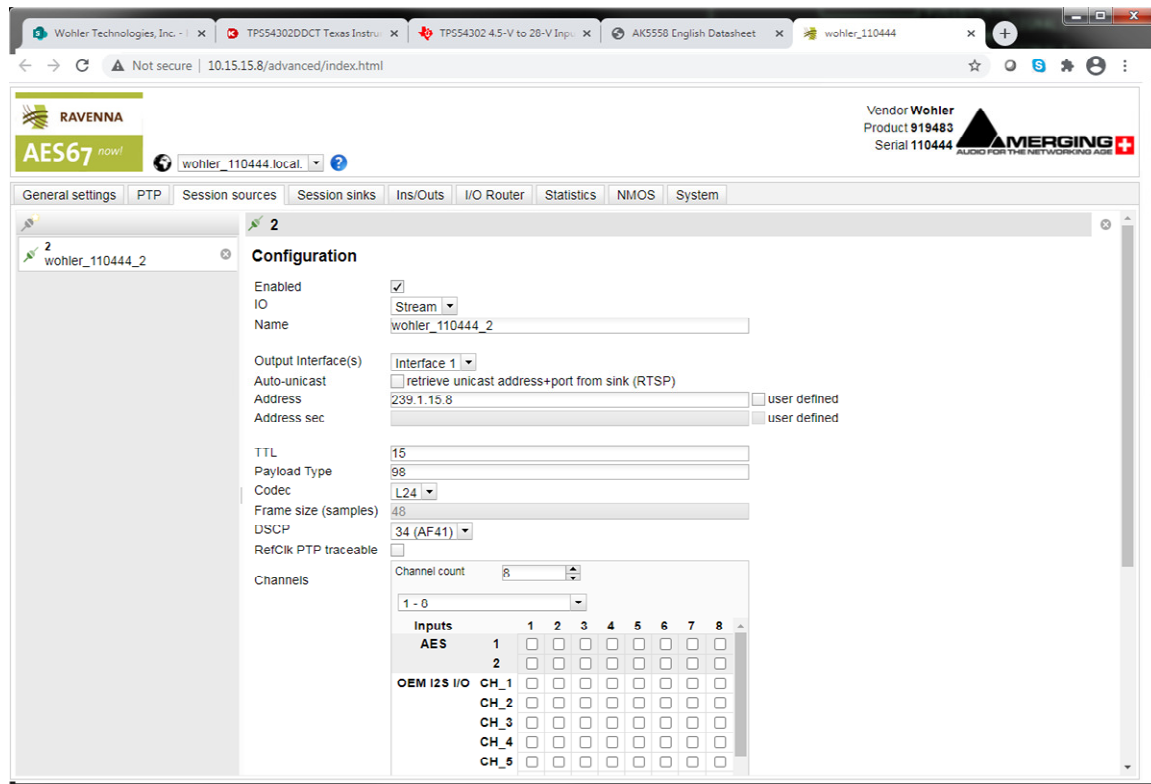 Wohler Technologies, Inc. - I
TPS54302DDCT Texas Instru
TPS54302 4.5-V to 28-V Inpu
AK5558 English Datasheet
wohler_110444
Not secure | 10.15.15.8/advanced/index.html
RAVENNA
AES67 now!
wohler_110444.local.
Vendor Wohler
Product 919483
Serial 110444
MERGING
AUDIO FOR THE NETWORKING AGE
General settings PTP Session sources Session sinks Ins/Outs I/O Router Statistics NMOS System
2
wohler_110444_2
2
Configuration
Enabled
IO Stream
Name wohler_110444_2
Output Interface(s) Interface 1
Auto-unicast retrieve unicast address+port from sink (RTSP)
Address 239.1.15.8 user defined
Address sec user defined
TTL 15
Payload Type 98
Codec L24
Frame size (samples) 48
DSCP 34 (AF41)
RefClk PTP traceable
Channels Channel count 8
1 - 8
Inputs 1 2 3 4 5 6 7 8
AES 1
2
OEM I2S I/O CH_1
CH_2
CH_3
CH_4
CH_5